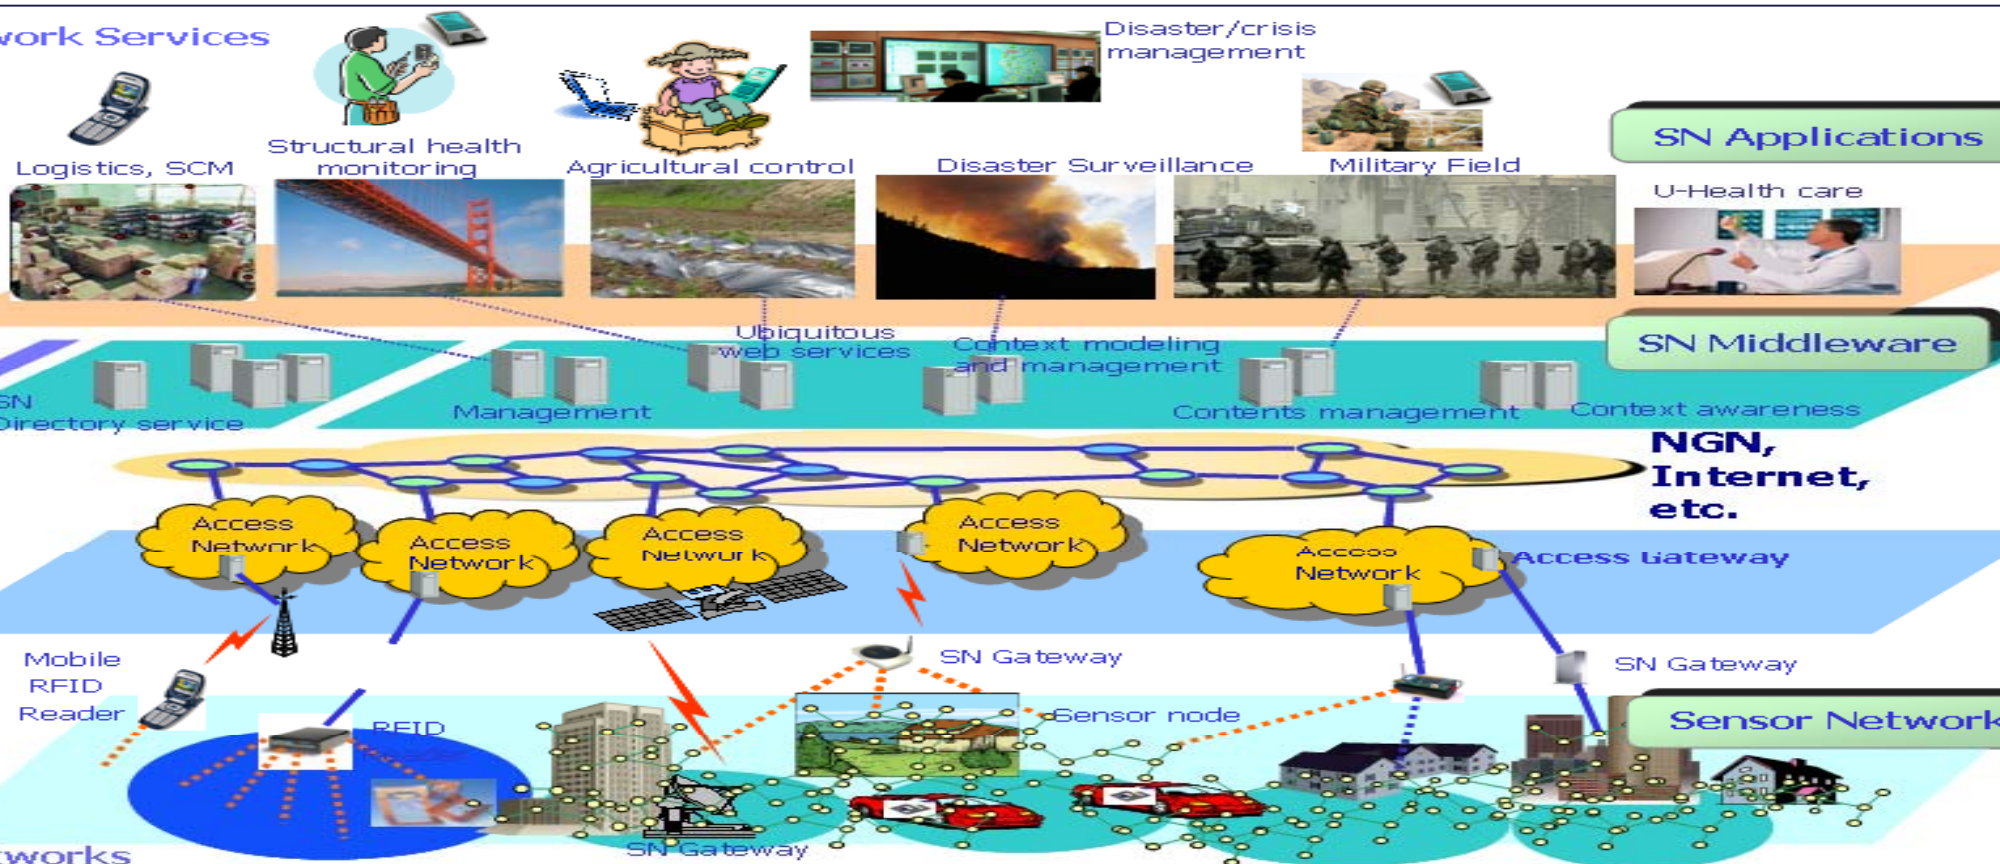 work Services
Disaster/crisis
management
SN Applications
Structural health
monitoring
Logistics, SCM
Agricultural control
Disaster Surveillance
Military Field
U-Health care
SN Middleware
Ubiquitous
web services
Context modeling
and management
SN
Directory service
Management
Contents management
Context awareness
NGN,
Internet,
etc.
Access
Network
Access
Network
Access
Network
Access
Network
Access
Network
Access Gateway
Mobile
RFID
Reader
SN Gateway
SN Gateway
RFID
Sensor node
Sensor Network
SN Gateway
tworks